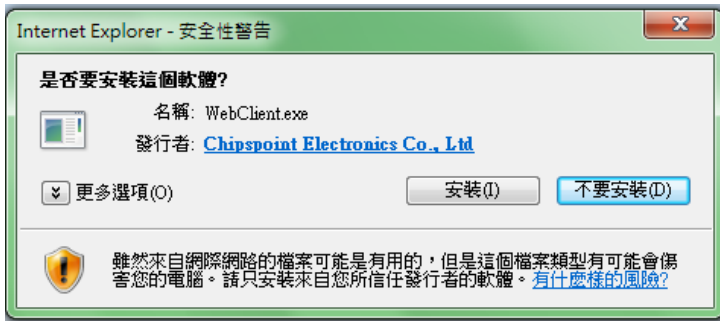 Internet Explorer - 安全性警告
是否要安裝這個軟體?
名稱: WebClient.exe
發行者: Chipspoint Electronics Co., Ltd
更多選項(O)
安裝(I)
不要安裝(D)
雖然來自網際網路的檔案可能是有用的，但是這個檔案類型有可能會傷
害您的電腦。請只安裝來自您所信任發行者的軟體。有什麼樣的風險?